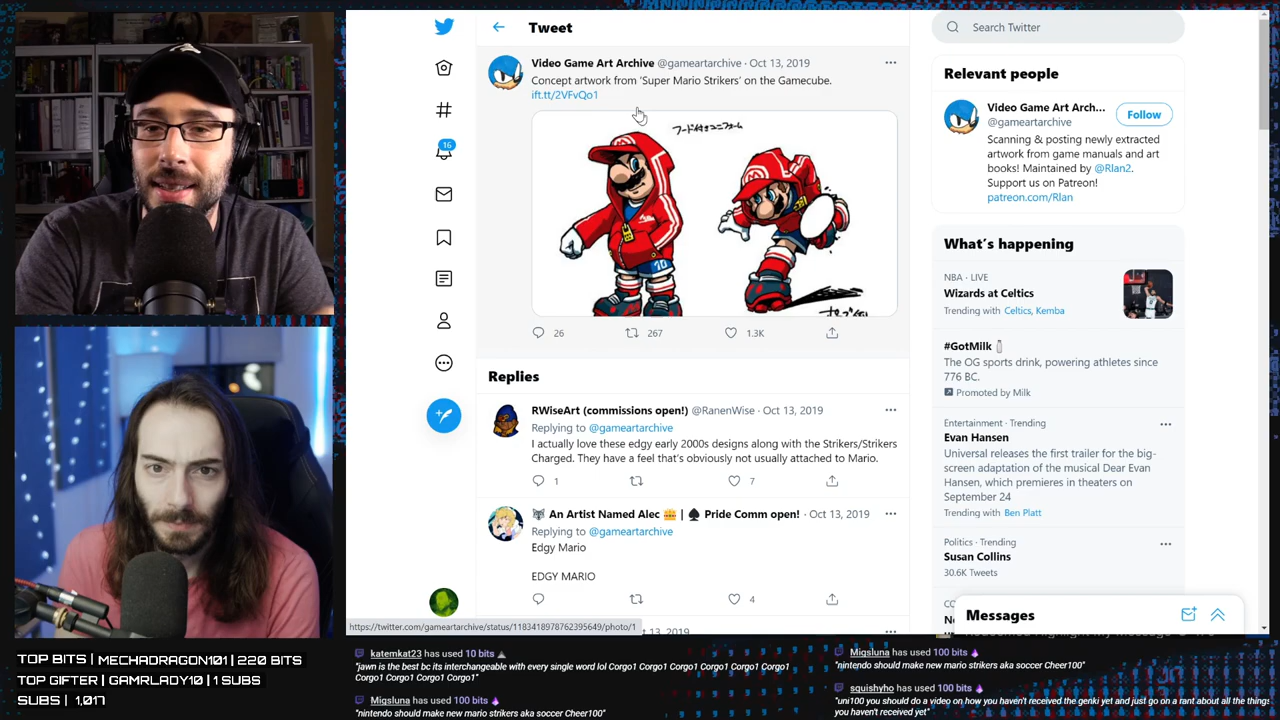 Tweet
Video Game Art Archive @gameartarchive · Oct 13, 2019
Concept artwork from 'Super Mario Strikers' on the Gamecube.
ift.tt/2VFvQo1
フード付きユニフォーム
10
26 267 1.3K
Replies
RWiseArt (commissions open!) @RanenWise · Oct 13, 2019
Replying to @gameartarchive
I actually love these edgy early 2000s designs along with the Strikers/Strikers
Charged. They have a feel that's obviously not usually attached to Mario.
1 7
An Artist Named Alec | Pride Comm open! · Oct 13, 2019
Replying to @gameartarchive
Edgy Mario
EDGY MARIO
4
https://twitter.com/gameartarchive/status/1183418978762395649/photo/1
13, 2019
16
Search Twitter
Relevant people
Video Game Art Arch...
@gameartarchive
Follow
Scanning & posting newly extracted
artwork from game manuals and art
books! Maintained by @Rlan2.
Support us on Patreon!
patreon.com/Rlan
What's happening
NBA · LIVE
Wizards at Celtics
Trending with Celtics, Kemba
#GotMilk
The OG sports drink, powering athletes since
776 BC.
Promoted by Milk
Entertainment · Trending
Evan Hansen
Universal releases the first trailer for the big-
screen adaptation of the musical Dear Evan
Hansen, which premieres in theaters on
September 24
Trending with Ben Platt
Politics · Trending
Susan Collins
30.6K Tweets
Messages
TOP BITS | MECHADRAGON101 | 220 BITS
TOP GIFTER | GAMRLADY10 | 1 SUBS
SUBS | 1,017
katemkat23 has used 10 bits
"jawn is the best bc its interchangeable with every single word lol Corgo1 Corgo1 Corgo1 Corgo1 Corgo1 Corgo1
Corgo1 Corgo1 Corgo1 Corgo1"
Migsluna has used 100 bits
"nintendo should make new mario strikers aka soccer Cheer100"
Migsluna has used 100 bits
"nintendo should make new mario strikers aka soccer Cheer100"
squishyho has used 100 bits
"uni100 you should do a video on how you haven't received the genki yet and just go on a rant about all the things
you haven't received yet"